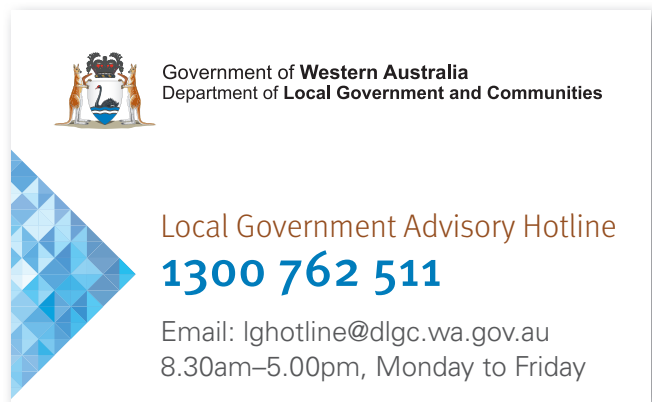 Government of Western Australia
Department of Local Government and Communities
Local Government Advisory Hotline
1300 762 511
Email: lghotline@dlgc.wa.gov.au
8.30am–5.00pm, Monday to Friday